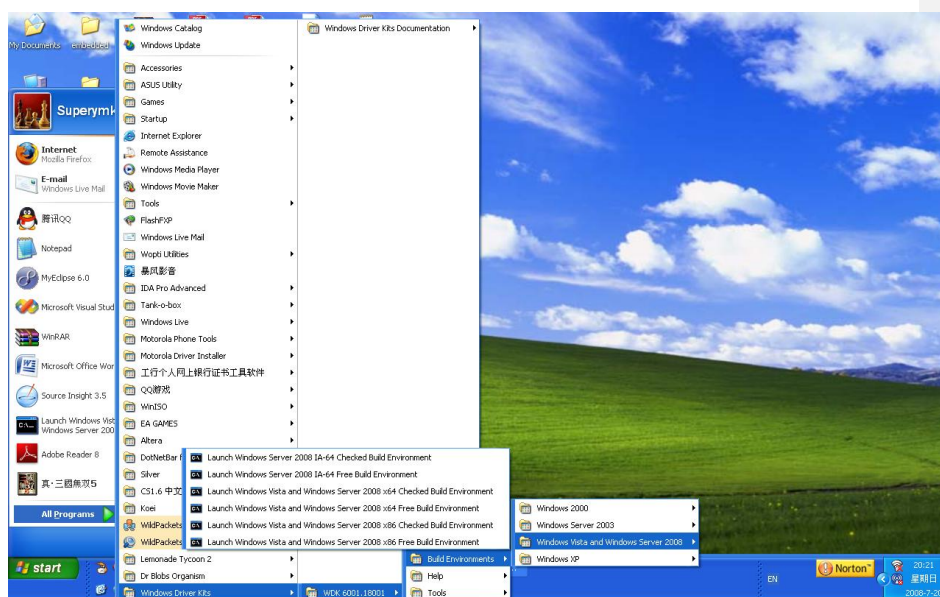 My Documents
embedded
Superymk
Internet
Mozilla Firefox
E-mail
Windows Live Mail
腾讯QQ
Notepad
MyEclipse 6.0
Microsoft Visual Stud
WinRAR
Microsoft Office Wor
Source Insight 3.5
Launch Windows Vist
Windows Server 200
Adobe Reader 8
真·三國無双5
All Programs
start
Windows Catalog
Windows Update
Accessories
ASUS Utility
Games
Startup
Internet Explorer
Remote Assistance
Windows Media Player
Windows Movie Maker
Tools
FlashFXP
Windows Live Mail
Wopti Utilities
暴风影音
IDA Pro Advanced
Tank-o-box
Windows Live
Motorola Phone Tools
Motorola Driver Installer
工行个人网上银行证书工具软件
QQ游戏
WinISO
EA GAMES
Altera
DotNetBar
Silver
CS1.6 中文
Koei
WildPackets
WildPackets
Lemonade Tycoon 2
Dr Blobs Organism
Windows Driver Kits
Windows Driver Kits Documentation
WDK 6001.18001
Build Environments
Help
Tools
Launch Windows Server 2008 IA-64 Checked Build Environment
Launch Windows Server 2008 IA-64 Free Build Environment
Launch Windows Vista and Windows Server 2008 x64 Checked Build Environment
Launch Windows Vista and Windows Server 2008 x64 Free Build Environment
Launch Windows Vista and Windows Server 2008 x86 Checked Build Environment
Launch Windows Vista and Windows Server 2008 x86 Free Build Environment
Windows 2000
Windows Server 2003
Windows Vista and Windows Server 2008
Windows XP
EN
Norton™
20:21
星期日
2008-7-20